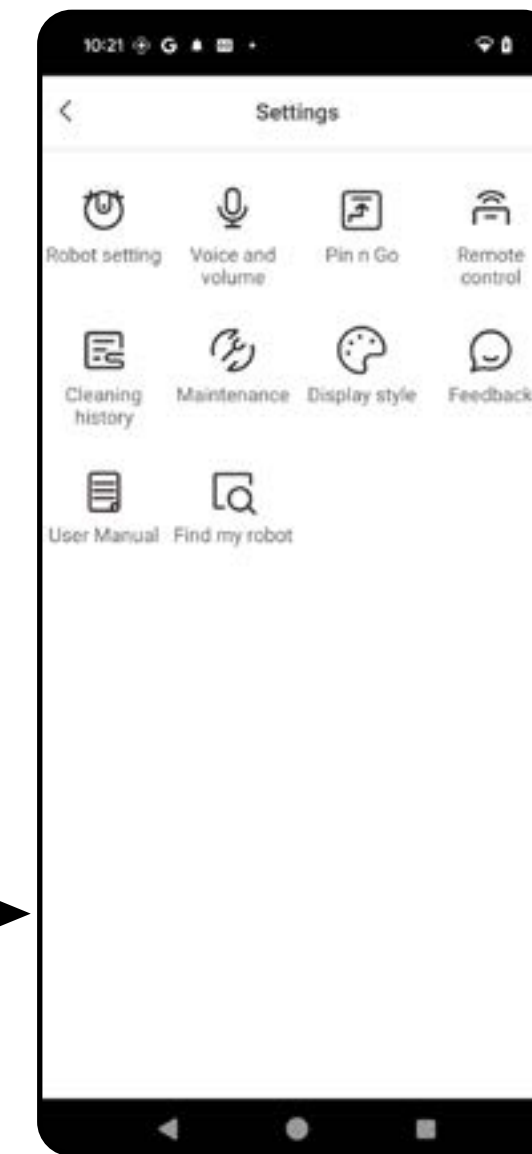 10:21 G
Settings
Robot setting Voice and volume Pin n Go Remote control
Cleaning history Maintenance Display style Feedback
User Manual Find my robot